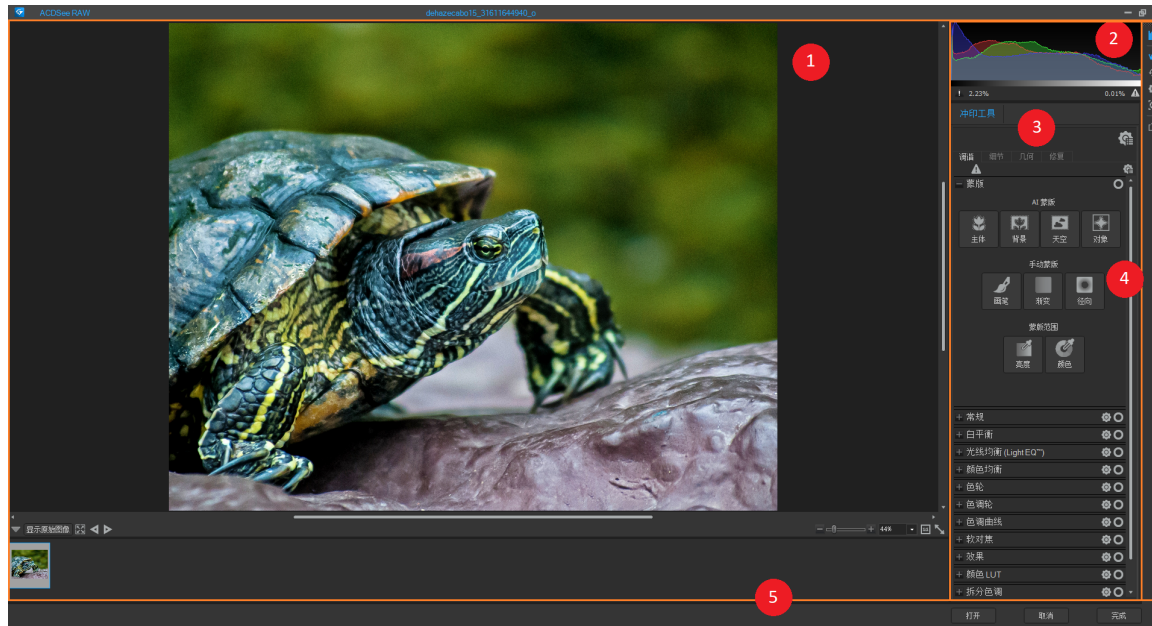 ACDSee RAW
dehazecabo15_31611644940_o
1
2
! 2.23% 0.01%
冲印工具
3
调谐 细节 几何 修复
蒙版
AI 蒙版
主体 背景 天空 对象
手动蒙版
4
画笔 渐变 径向
蒙版范围
亮度 颜色
常规
白平衡
光线均衡 (Light EQ™)
颜色均衡
色轮
色调轮
色调曲线
软对焦
效果
颜色 LUT
拆分色调
显示原始图像
44%
5
打开 取消 完成